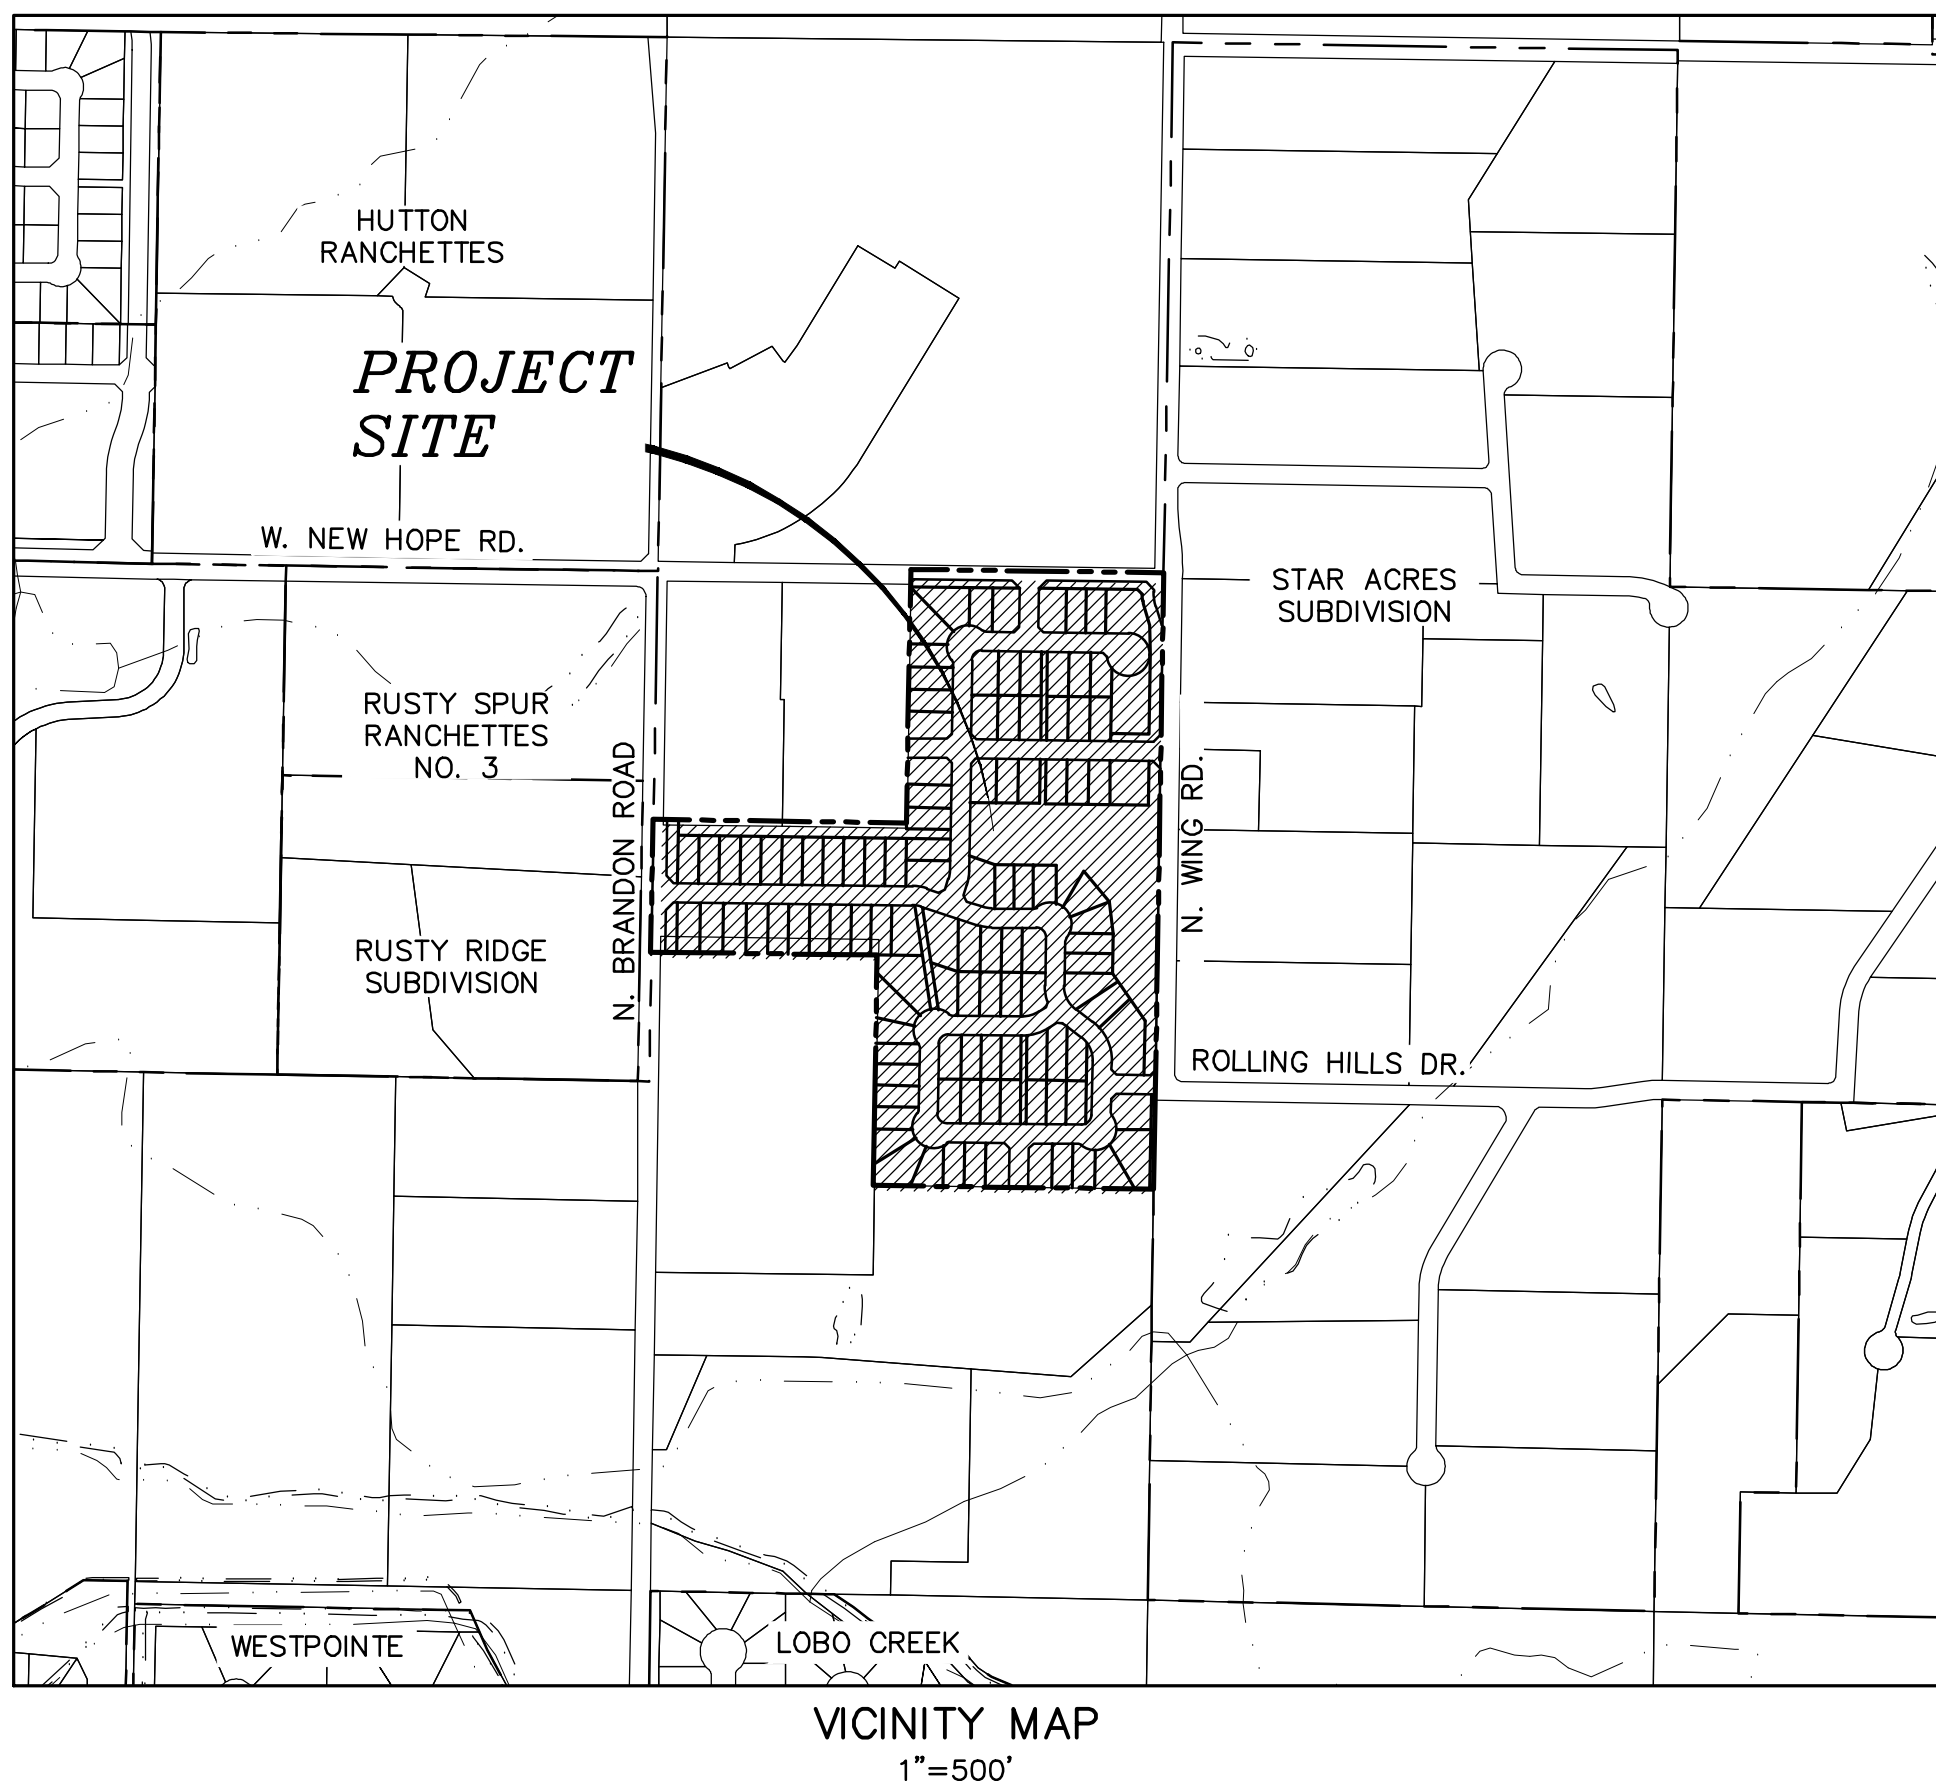 HUTTON
RANCHETTES
PROJECT
SITE
W. NEW HOPE RD.
STAR ACRES
SUBDIVISION
RUSTY SPUR
RANCHETTES
NO. 3
N. BRANDON ROAD
N. WING RD.
RUSTY RIDGE
SUBDIVISION
ROLLING HILLS DR.
WESTPOINTE
LOBO CREEK
VICINITY MAP
1"=500'